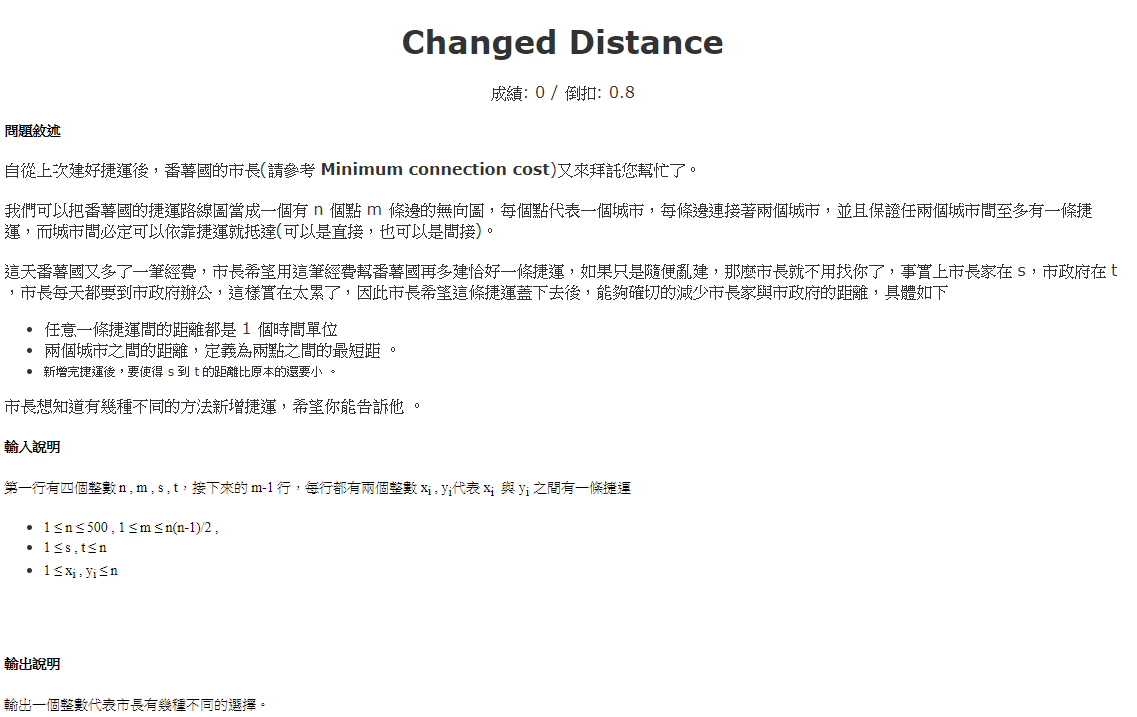 Changed Distance
成績: 0 / 倒扣: 0.8
問題敘述
自從上次建好捷運後，番薯國的市長(請參考 Minimum connection cost)又來拜託您幫忙了。
我們可以把番薯國的捷運路線圖當成一個有 n 個點 m 條邊的無向圖，每個點代表一個城市，每條邊連接著兩個城市，並且保證任兩個城市間至多有一條捷
運，而城市間必定可以依靠捷運就抵達(可以是直接，也可以是間接)。
這天番薯國又多了一筆經費，市長希望用這筆經費幫番薯國再多建恰好一條捷運，如果只是隨便亂建，那麼市長就不用找你了，事實上市長家在 s，市政府在 t
，市長每天都要到市政府辦公，這樣實在太累了，因此市長希望這條捷運蓋下去後，能夠確切的減少市長家與市政府的距離，具體如下
• 任意一條捷運間的距離都是 1 個時間單位
• 兩個城市之間的距離，定義為兩點之間的最短距 。
• 新增完捷運後，要使得 s 到 t 的距離比原本的還要小 。
市長想知道有幾種不同的方法新增捷運，希望你能告訴他 。
輸入說明
第一行有四個整數 n , m , s , t，接下來的 m-1 行，每行都有兩個整數 xi , yi代表 xi 與 yi 之間有一條捷運
• 1 ≤ n ≤ 500 , 1 ≤ m ≤ n(n-1)/2 ,
• 1 ≤ s , t ≤ n
• 1 ≤ xi , yi ≤ n
輸出說明
輸出一個整數代表市長有幾種不同的選擇。